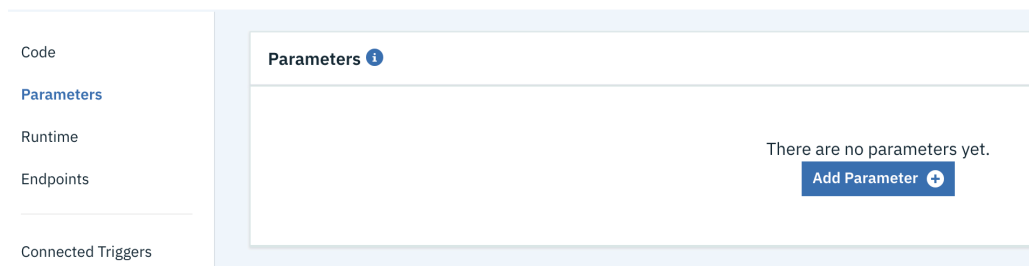 Code
Parameters
Runtime
Endpoints
Connected Triggers
Parameters
There are no parameters yet.
Add Parameter